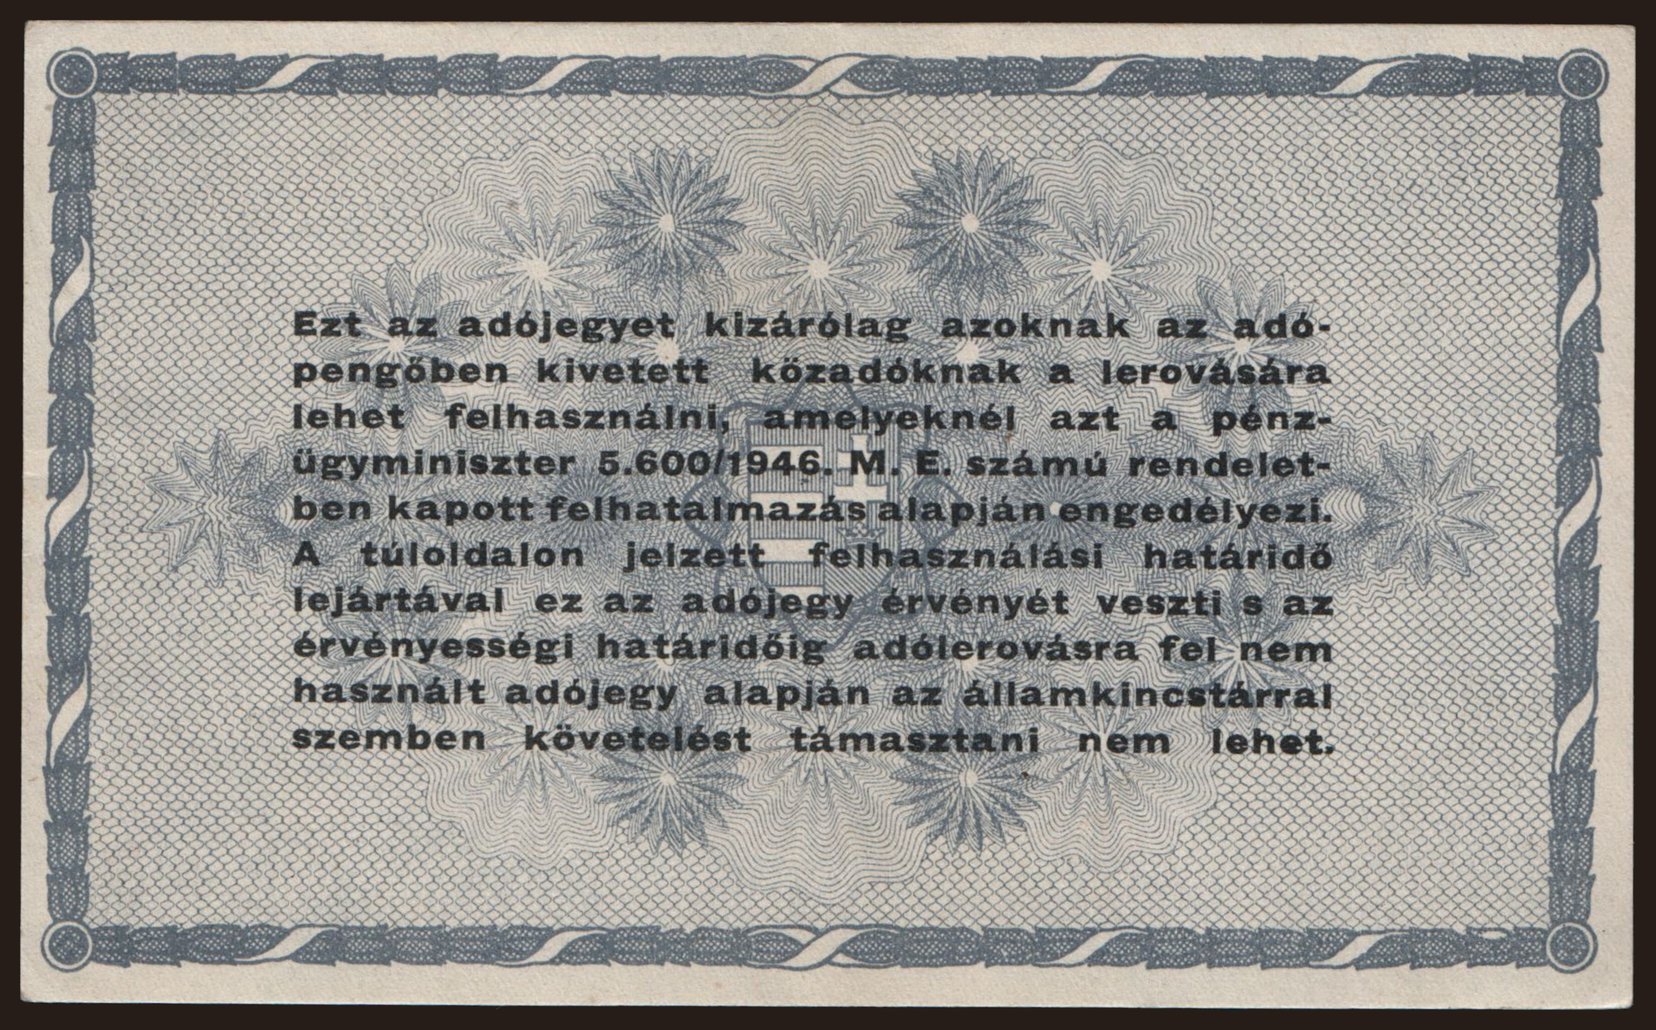 Ezt az adójegyet kizárólag azoknak az adó-
pengőben kivetett közadóknak a lerovására
lehet felhasználni, amelyeknél azt a pénz-
ügyminiszter 5.600/1946. M. E. számú rendelet-
ben kapott felhatalmazás alapján engedélyezi.
A túloldalon jelzett felhasználási határidő
lejártával ez az adójegy érvényét veszti s az
érvényességi határidőig adólerovásra fel nem
használt adójegy alapján az államkincstárral
szemben követelést támasztani nem lehet.